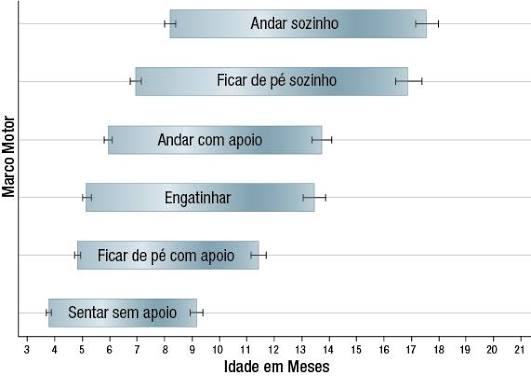 Andar sozinho
Ficar de pé sozinho
Andar com apoio
Engatinhar
Ficar de pé com apoio
Sentar sem apoio
Marco Motor
3 4 5 6 7 8 9 10 11 12 13 14 15 16 17 18 19 20 21
Idade em Meses